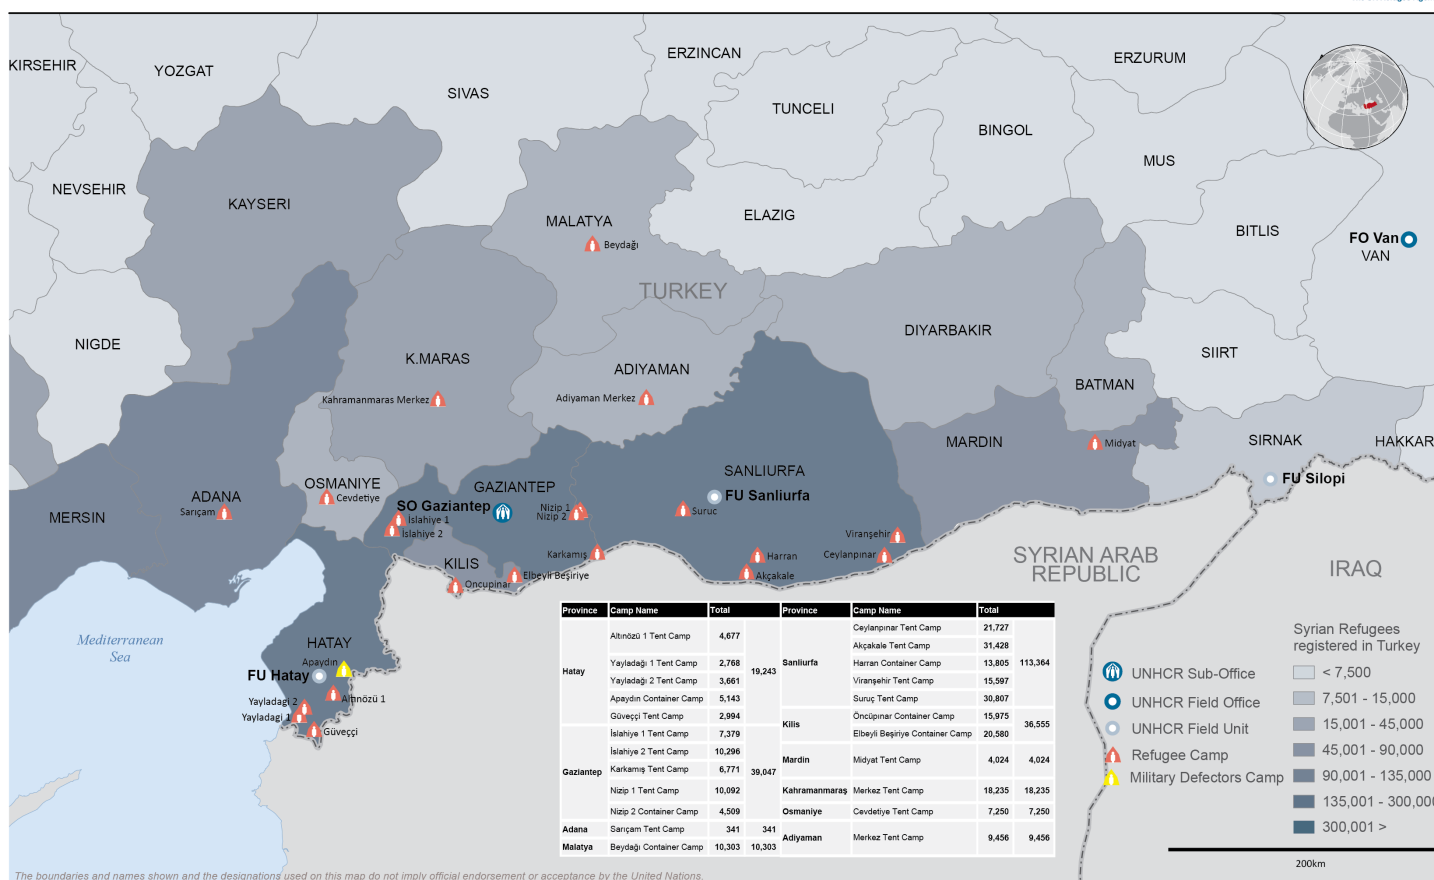 KIRSEHIR
YOZGAT
SIVAS
ERZINCAN
ERZURUM
TUNCELI
BINGOL
MUS
NEVSEHIR
KAYSERI
MALATYA
ELAZIG
BITLIS
FO Van
VAN
Beydağı
TURKEY
NIGDE
K.MARAS
DIYARBAKIR
SIIRT
ADIYAMAN
BATMAN
Kahramanmaras Merkez
Adiyaman Merkez
MARDIN
Midyat
SIRNAK
HAKKAR
SANLIURFA
FU Silopi
OSMANIYE
Cevdetiye
GAZIANTEP
FU Sanliurfa
ADANA
SO Gaziantep
Nizip 1
Nizip 2
Suruc
MERSIN
Sarıçam
İslahiye 1
İslahiye 2
Viranşehir
KILIS
Karkamış
Harran
Ceylanpınar
SYRIAN ARAB
REPUBLIC
IRAQ
Oncupinar
Elbeyli Beşiriye
Akçakale
Mediterranean
Sea
HATAY
Apaydın
FU Hatay
Altınözü 1
Yayladagi 2
Yayladagi 1
Güveççi
Province Camp Name Total Province Camp Name Total
Hatay Altınözü 1 Tent Camp 4,677 19,243
Yayladağı 1 Tent Camp 2,768
Yayladağı 2 Tent Camp 3,661
Apaydın Container Camp 5,143
Güveççi Tent Camp 2,994
Gaziantep İslahiye 1 Tent Camp 7,379 39,047
İslahiye 2 Tent Camp 10,296
Karkamış Tent Camp 6,771
Nizip 1 Tent Camp 10,092
Nizip 2 Container Camp 4,509
Adana Sarıçam Tent Camp 341 341
Malatya Beydağı Container Camp 10,303 10,303
Sanliurfa Ceylanpınar Tent Camp 21,727 113,364
Akçakale Tent Camp 31,428
Harran Container Camp 13,805
Viranşehir Tent Camp 15,597
Suruç Tent Camp 30,807
Kilis Öncüpınar Container Camp 15,975 36,555
Elbeyli Beşiriye Container Camp 20,580
Mardin Midyat Tent Camp 4,024 4,024
Kahramanmaraş Merkez Tent Camp 18,235 18,235
Osmaniye Cevdetiye Tent Camp 7,250 7,250
Adiyaman Merkez Tent Camp 9,456 9,456
UNHCR Sub-Office
UNHCR Field Office
UNHCR Field Unit
Refugee Camp
Military Defectors Camp
Syrian Refugees
registered in Turkey
< 7,500
7,501 - 15,000
15,001 - 45,000
45,001 - 90,000
90,001 - 135,000
135,001 - 300,000
300,001 >
200km
The boundaries and names shown and the designations used on this map do not imply official endorsement or acceptance by the United Nations.